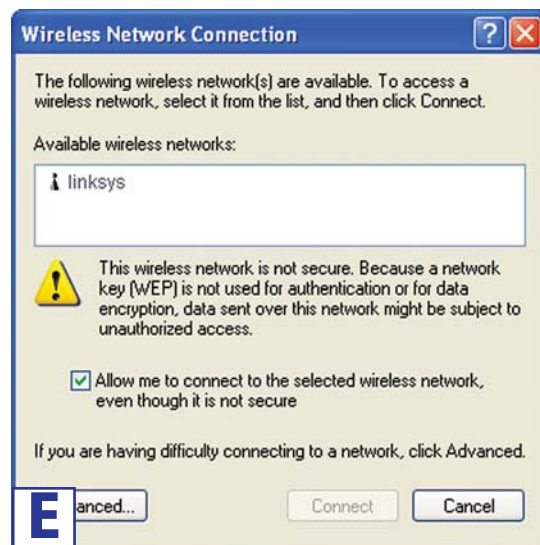 Wireless Network Connection
The following wireless network(s) are available. To access a
wireless network, select it from the list, and then click Connect.
Available wireless networks:
linksys
This wireless network is not secure. Because a network
key (WEP) is not used for authentication or for data
encryption, data sent over this network might be subject to
unauthorized access.
Allow me to connect to the selected wireless network,
even though it is not secure
If you are having difficulty connecting to a network, click Advanced.
E anced... Connect Cancel